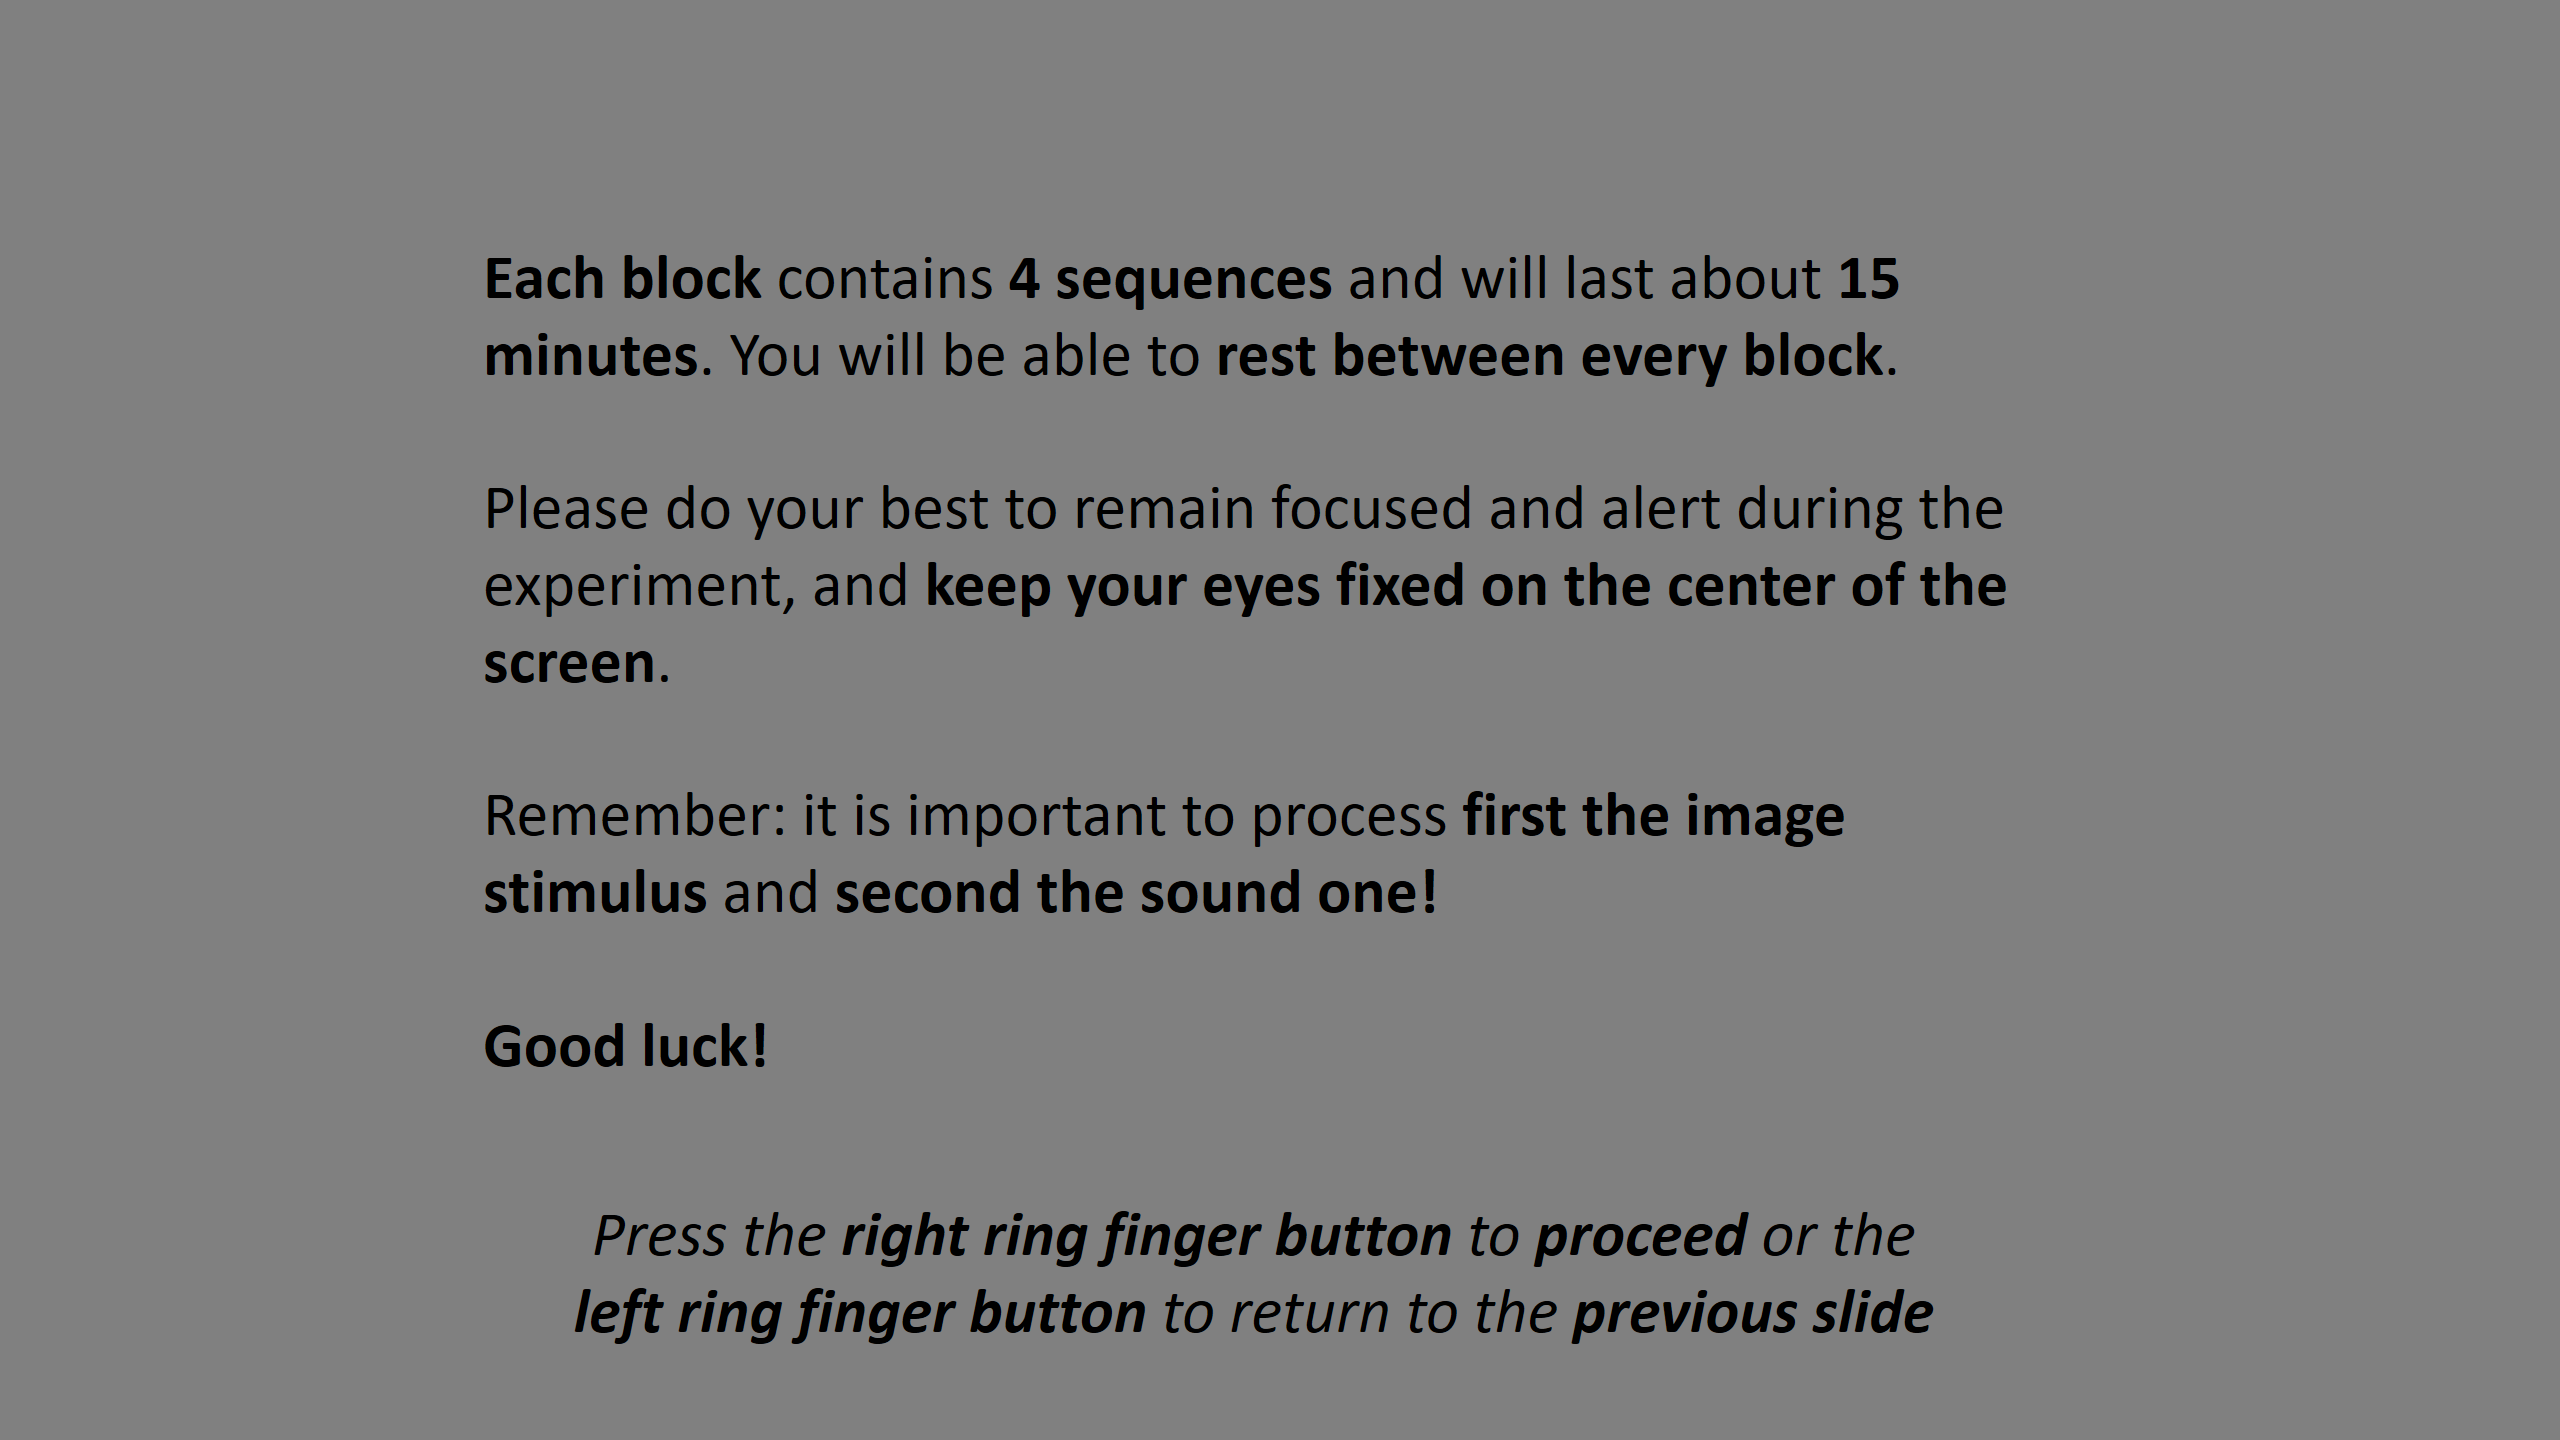 Each block contains 4 sequences and will last about 15
minutes. You will be able to rest between every block.
Please do your best to remain focused and alert during the
experiment, and keep your eyes fixed on the center of the
screen.
Remember: it is important to process first the image
stimulus and second the sound one!
Good luck!
Press the right ring finger button to proceed or the
left ring finger button to return to the previous slide